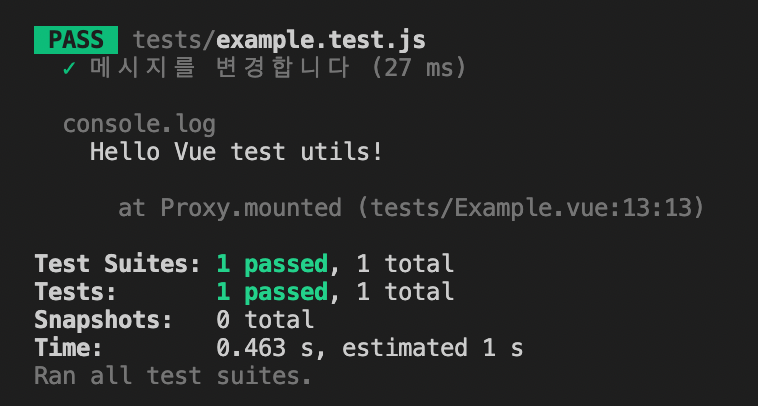 PASS tests/example.test.js
✓ 메시지를 변경합니다 (27 ms)
console.log
Hello Vue test utils!
at Proxy.mounted (tests/Example.vue:13:13)
Test Suites: 1 passed, 1 total
Tests: 1 passed, 1 total
Snapshots: 0 total
Time: 0.463 s, estimated 1 s
Ran all test suites.